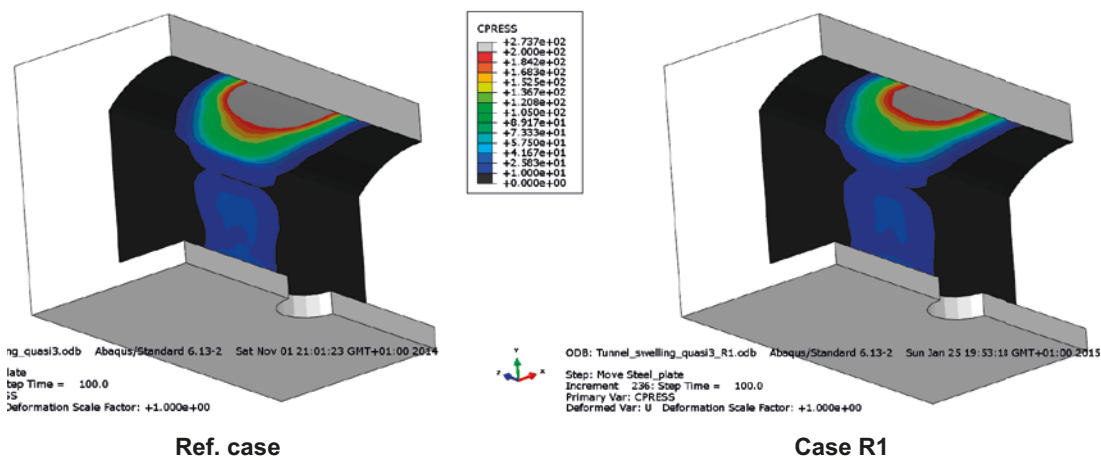 CPRESS
+2.737e+02
+2.000e+02
+1.842e+02
+1.683e+02
+1.525e+02
+1.367e+02
+1.208e+02
+1.050e+02
+8.917e+01
+7.333e+01
+5.750e+01
+4.167e+01
+2.583e+01
+1.000e+01
+0.000e+00
ng_quasi3.odb Abaqus/Standard 6.13-2 Sat Nov 01 21:01:23 GMT+01:00 2014
late
tep Time = 100.0
SS
Deformation Scale Factor: +1.000e+00
Y
Z X
ODB: Tunnel_swelling_quasi3_R1.odb Abaqus/Standard 6.13-2 Sun Jan 25 19:53:18 GMT+01:00 2015
Step: Move Steel_plate
Increment 236: Step Time = 100.0
Primary Var: CPRESS
Deformed Var: U Deformation Scale Factor: +1.000e+00
Ref. case
Case R1